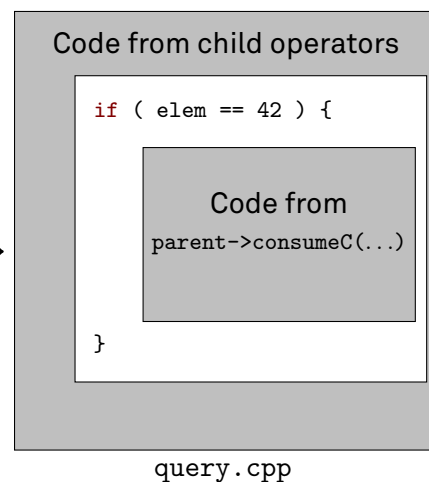 Code from child operators
if ( elem == 42 ) {
Code from
parent->consumeC(...)
}
query.cpp